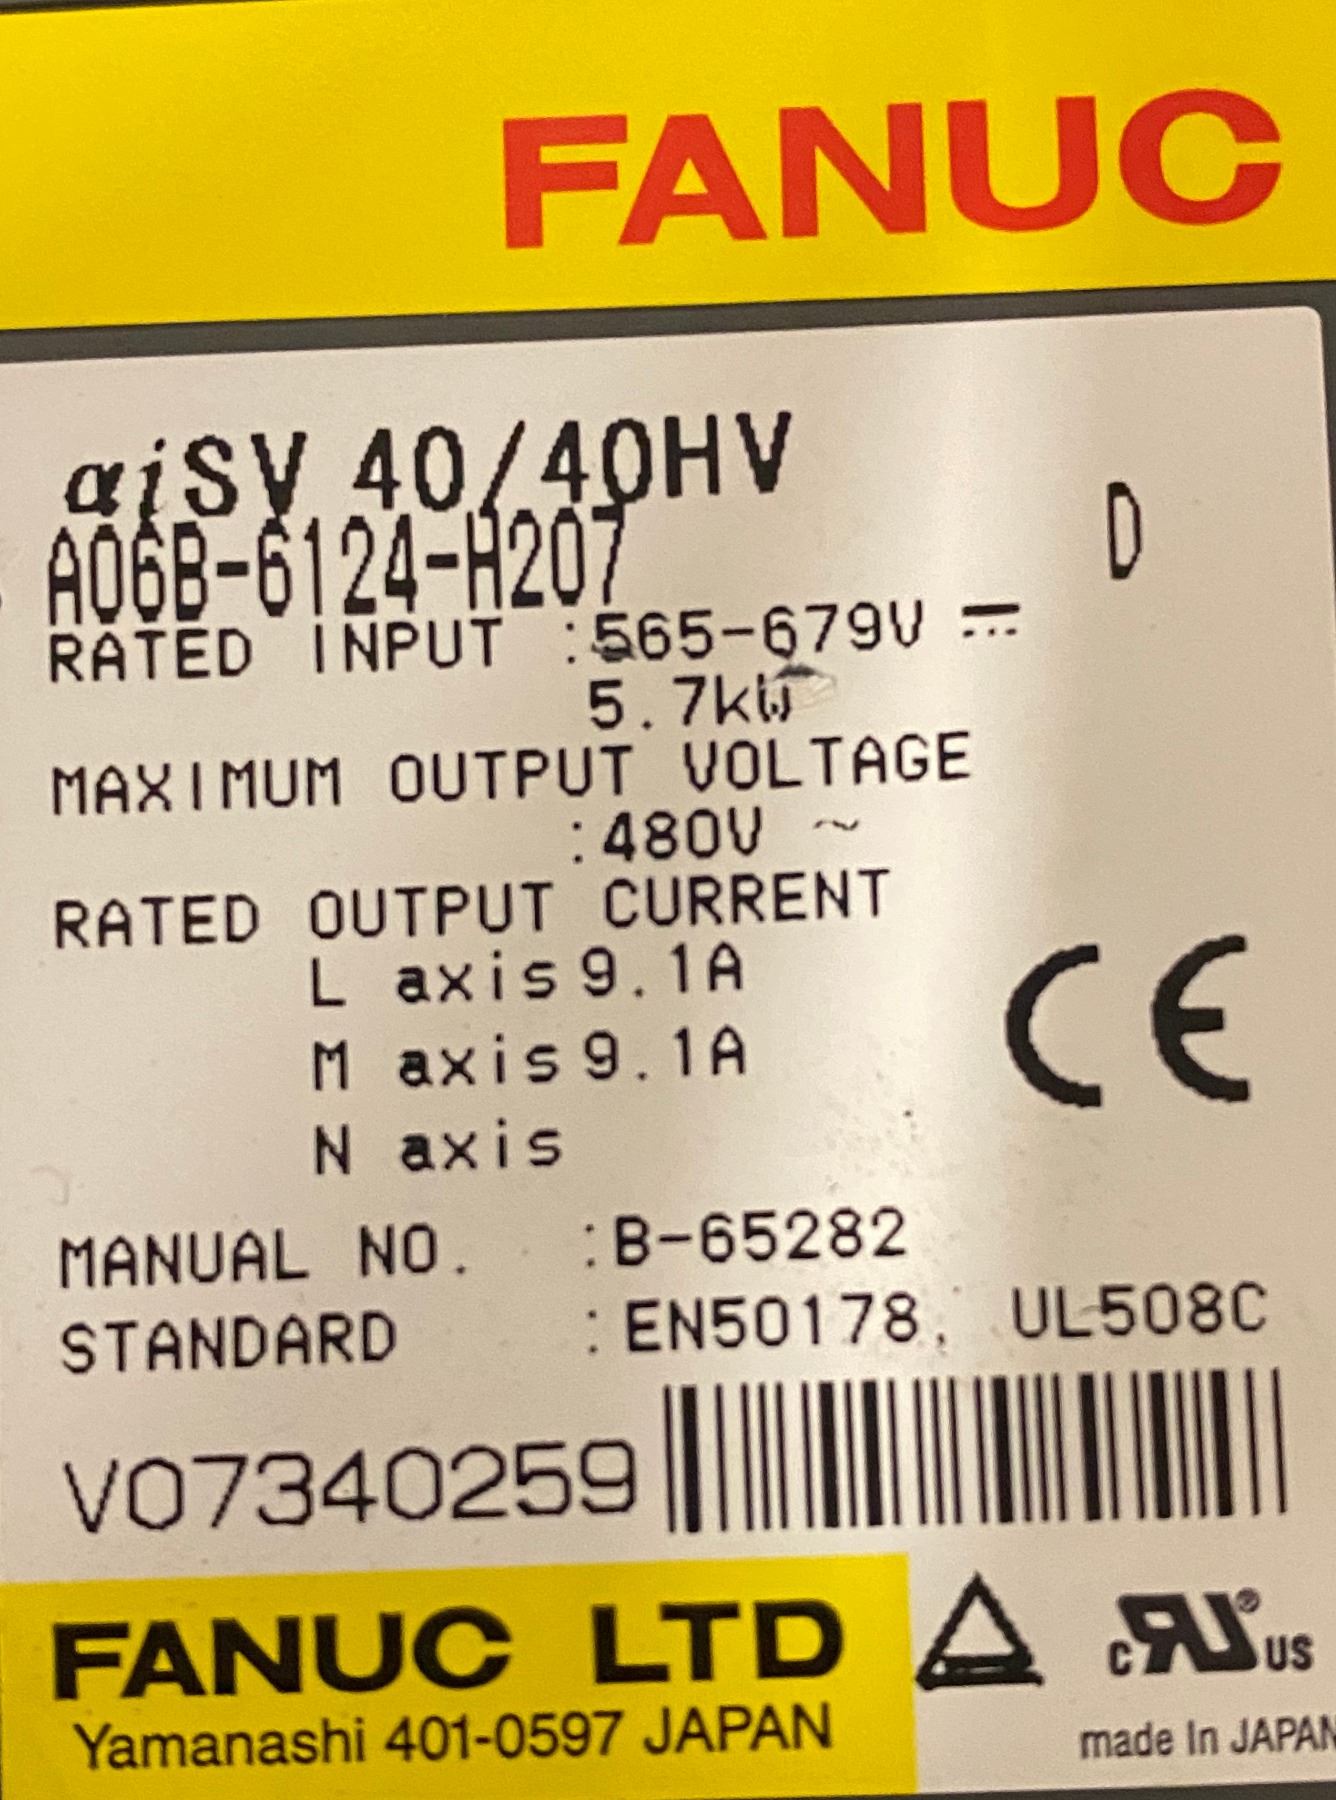 FANUC
αiSV 40/40HV
D
A06B-6124-H207
RATED INPUT :565-679V ⎓
5.7kW
MAXIMUM OUTPUT VOLTAGE
:480V ~
RATED OUTPUT CURRENT
L axis 9.1A
M axis 9.1A
N axis
MANUAL NO. :B-65282
STANDARD :EN50178, UL508C
V07340259
FANUC LTD
Yamanashi 401-0597 JAPAN
CE
c RU ® US
made In JAPAN